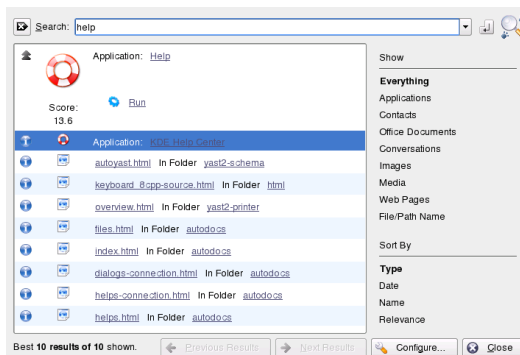 Search: help
Application: Help
Score:
13.6
Run
Application: KDE Help Center
autoyast.html In Folder yast2-schema
keyboard_8cpp-source.html In Folder html
overview.html In Folder yast2-printer
files.html In Folder autodocs
index.html In Folder autodocs
dialogs-connection.html In Folder autodocs
helps-connection.html In Folder autodocs
helps.html In Folder autodocs
Best 10 results of 10 shown.
Previous Results
Next Results
Show
Everything
Applications
Contacts
Office Documents
Conversations
Images
Media
Web Pages
File/Path Name
Sort By
Type
Date
Name
Relevance
Configure...
Close